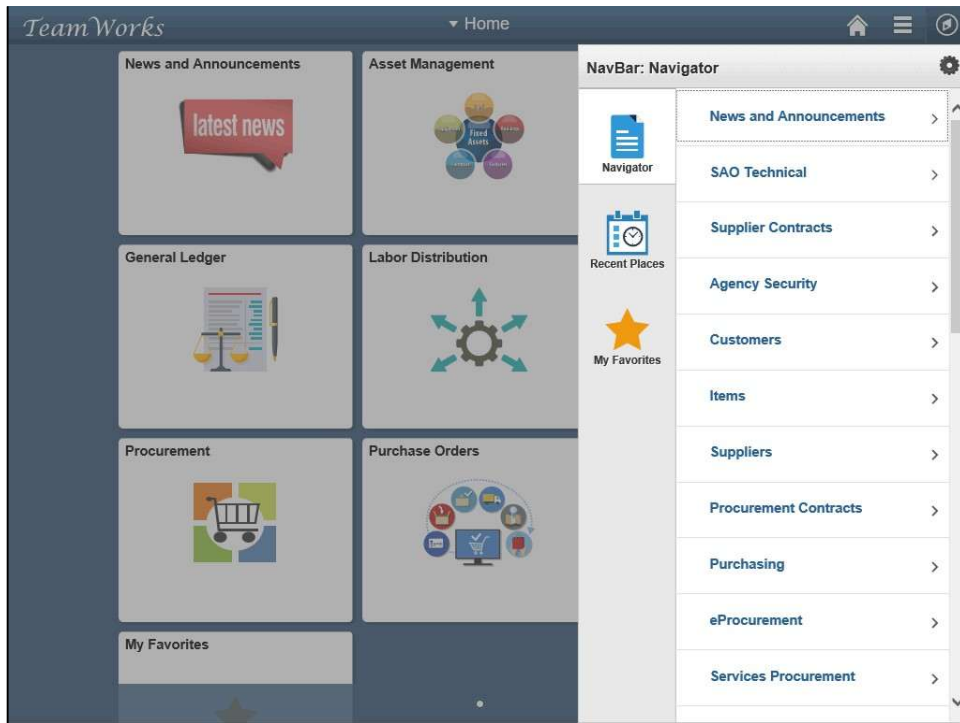 TeamWorks
Home
News and Announcements
latest news
Asset Management
Fixed
Assets
General Ledger
Labor Distribution
Procurement
Purchase Orders
My Favorites
NavBar: Navigator
Navigator
Recent Places
My Favorites
News and Announcements
SAO Technical
Supplier Contracts
Agency Security
Customers
Items
Suppliers
Procurement Contracts
Purchasing
eProcurement
Services Procurement